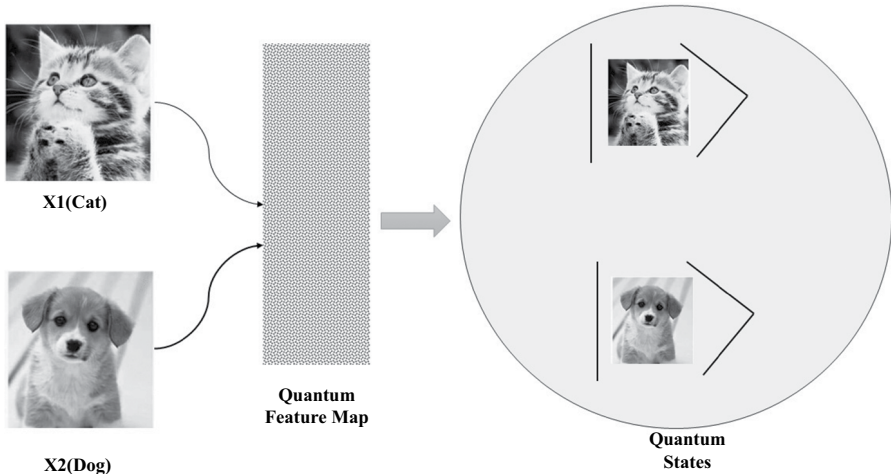 X1(Cat)
X2(Dog)
Quantum
Feature Map
Quantum
States